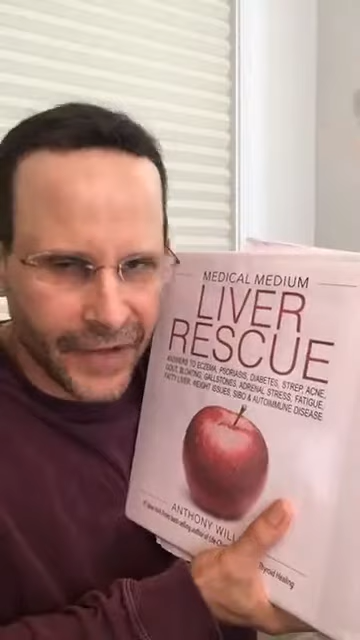 MEDICAL MEDIUM
LIVER
RESCUE
ANSWERS TO ECZEMA, PSORIASIS, DIABETES, STREP, ACNE,
GOUT, BLOATING, GALLSTONES, ADRENAL STRESS, FATIGUE,
FATTY LIVER, WEIGHT ISSUES, SIBO & AUTOIMMUNE DISEASE
ANTHONY
Thyroid Healing